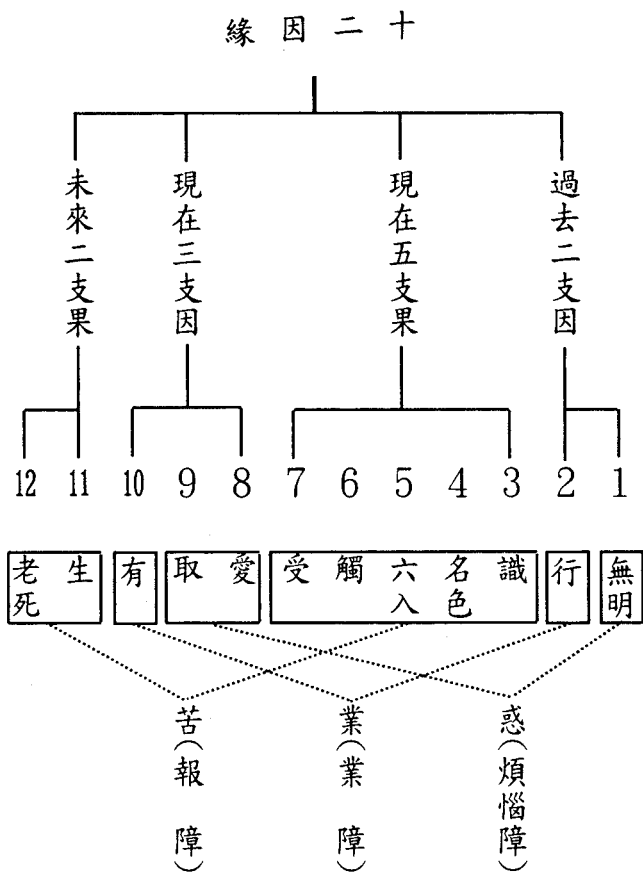 十二因緣
過去二支因
現在五支果
現在三支因
未來二支果
1
2
3
4
5
6
7
8
9
10
11
12
無明
行
識
名色
六入
觸
受
愛
取
有
生
老死
惑(煩惱障)
業(業障)
苦(報障)